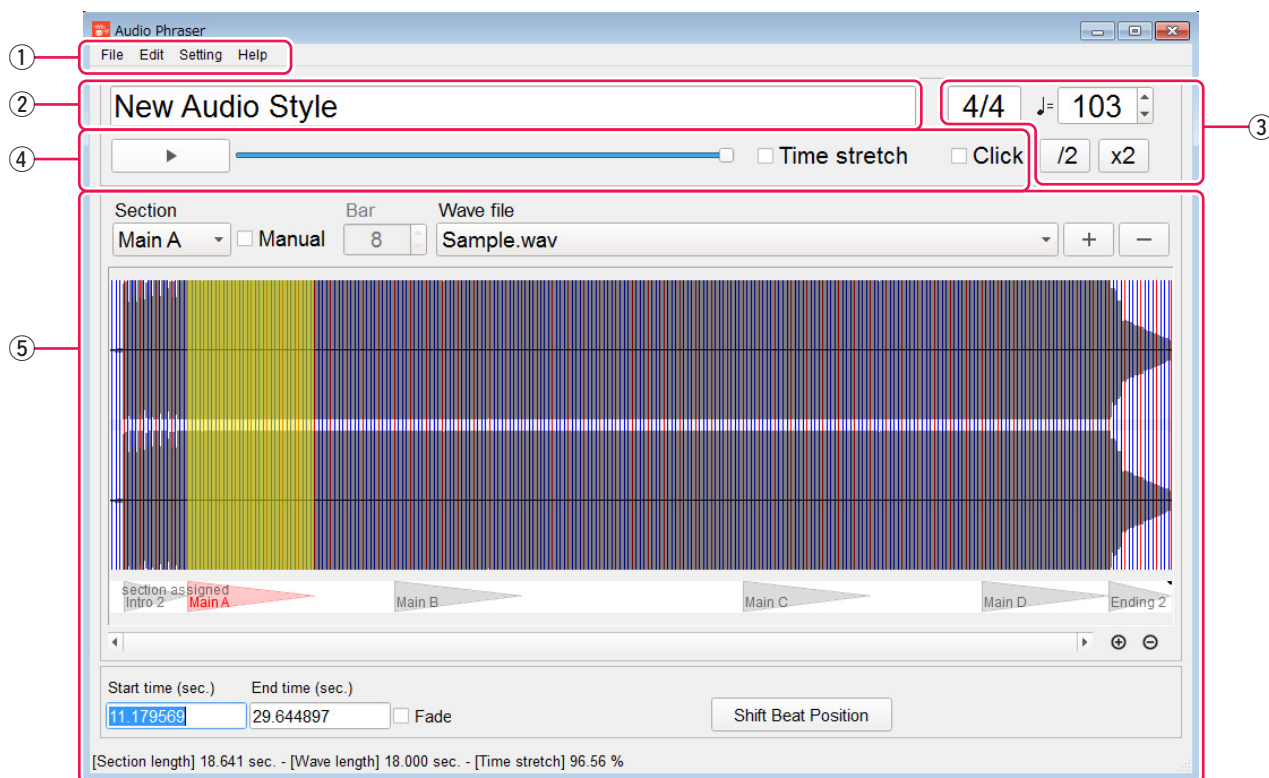 Audio Phraser
① File Edit Setting Help
② New Audio Style 4/4 ♩= 103
③
④ Time stretch Click /2 x2
Section Bar Wave file
Main A Manual 8 Sample.wav + −
⑤
section assigned
Intro 2 Main A Main B Main C Main D Ending 2
Start time (sec.) End time (sec.)
11.179569 29.644897 Fade Shift Beat Position
[Section length] 18.641 sec. - [Wave length] 18.000 sec. - [Time stretch] 96.56 %